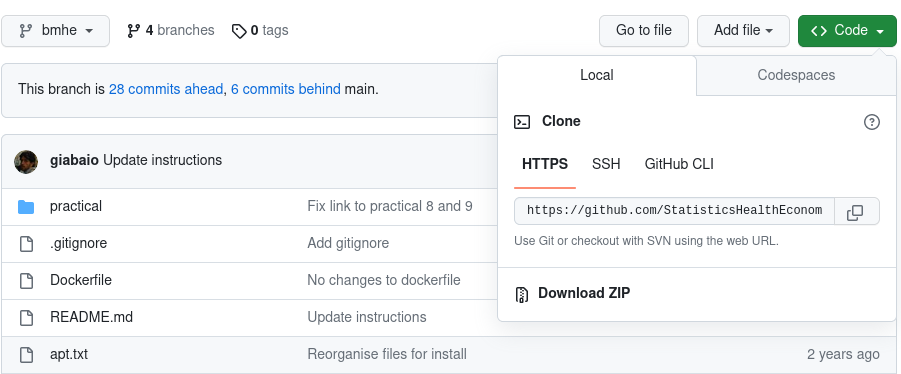 bmhe 4 branches 0 tags Go to file Add file <> Code
This branch is 28 commits ahead, 6 commits behind main.
Local Codespaces
Clone
HTTPS SSH GitHub CLI
https://github.com/StatisticsHealthEconom
Use Git or checkout with SVN using the web URL.
Download ZIP
giabaio Update instructions
practical Fix link to practical 8 and 9
.gitignore Add gitignore
Dockerfile No changes to dockerfile
README.md Update instructions
apt.txt Reorganise files for install 2 years ago